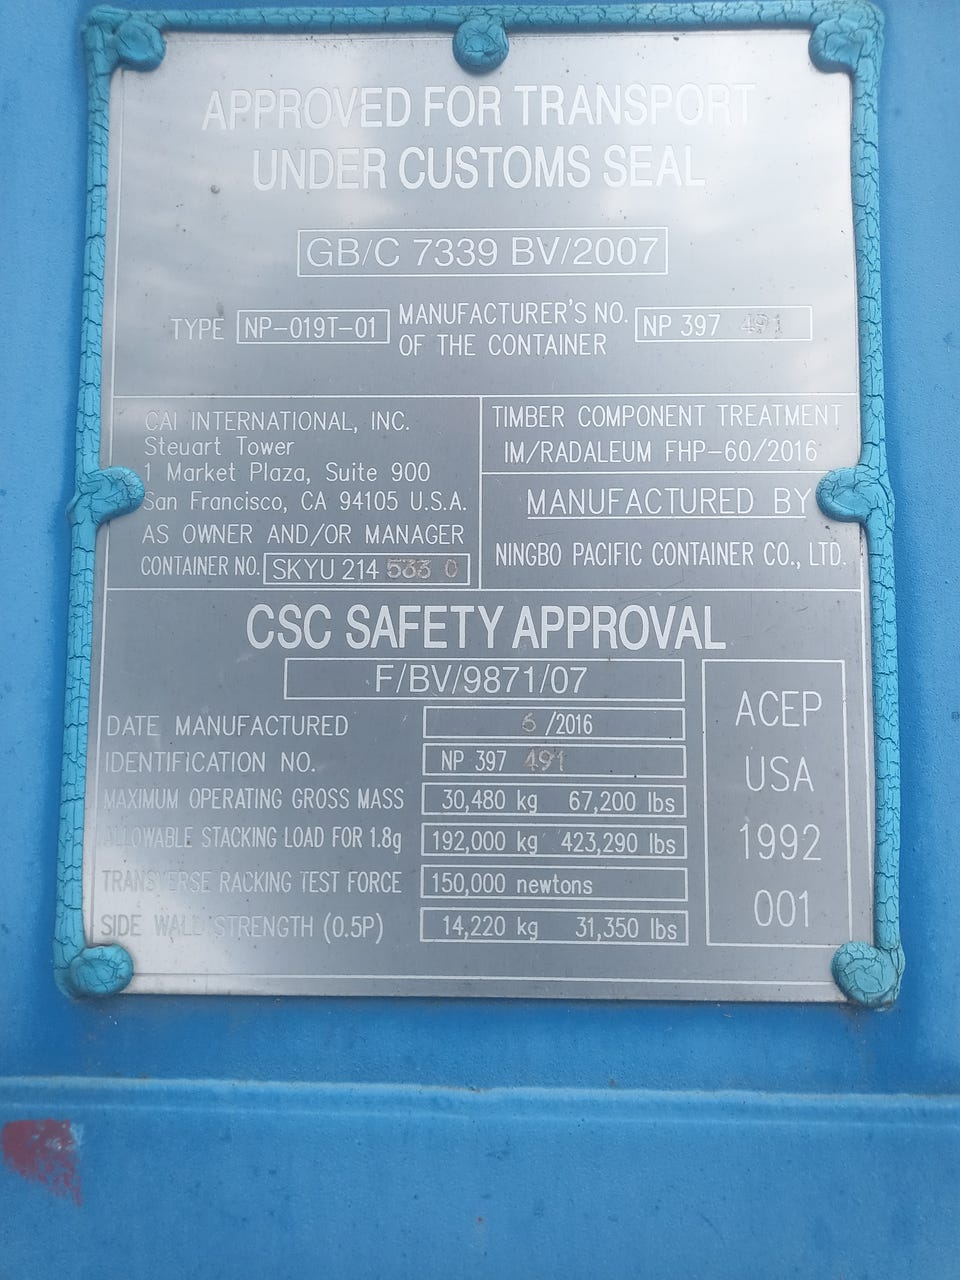 APPROVED FOR TRANSPORT
UNDER CUSTOMS SEAL
GB/C 7339 BV/2007
TYPE NP-019T-01 MANUFACTURER'S NO. OF THE CONTAINER NP 397 491
CAI INTERNATIONAL, INC.
Steuart Tower
1 Market Plaza, Suite 900
San Francisco, CA 94105 U.S.A.
AS OWNER AND/OR MANAGER
CONTAINER NO. SKYU 214 533 0
TIMBER COMPONENT TREATMENT
IM/RADALEUM FHP-60/2016
MANUFACTURED BY
NINGBO PACIFIC CONTAINER CO., LTD.
CSC SAFETY APPROVAL
F/BV/9871/07
DATE MANUFACTURED 6/2016
IDENTIFICATION NO. NP 397 491
MAXIMUM OPERATING GROSS MASS 30,480 kg 67,200 lbs
ALLOWABLE STACKING LOAD FOR 1.8g 192,000 kg 423,290 lbs
TRANSVERSE RACKING TEST FORCE 150,000 newtons
SIDE WALL STRENGTH (0.5P) 14,220 kg 31,350 lbs
ACEP
USA
1992
001